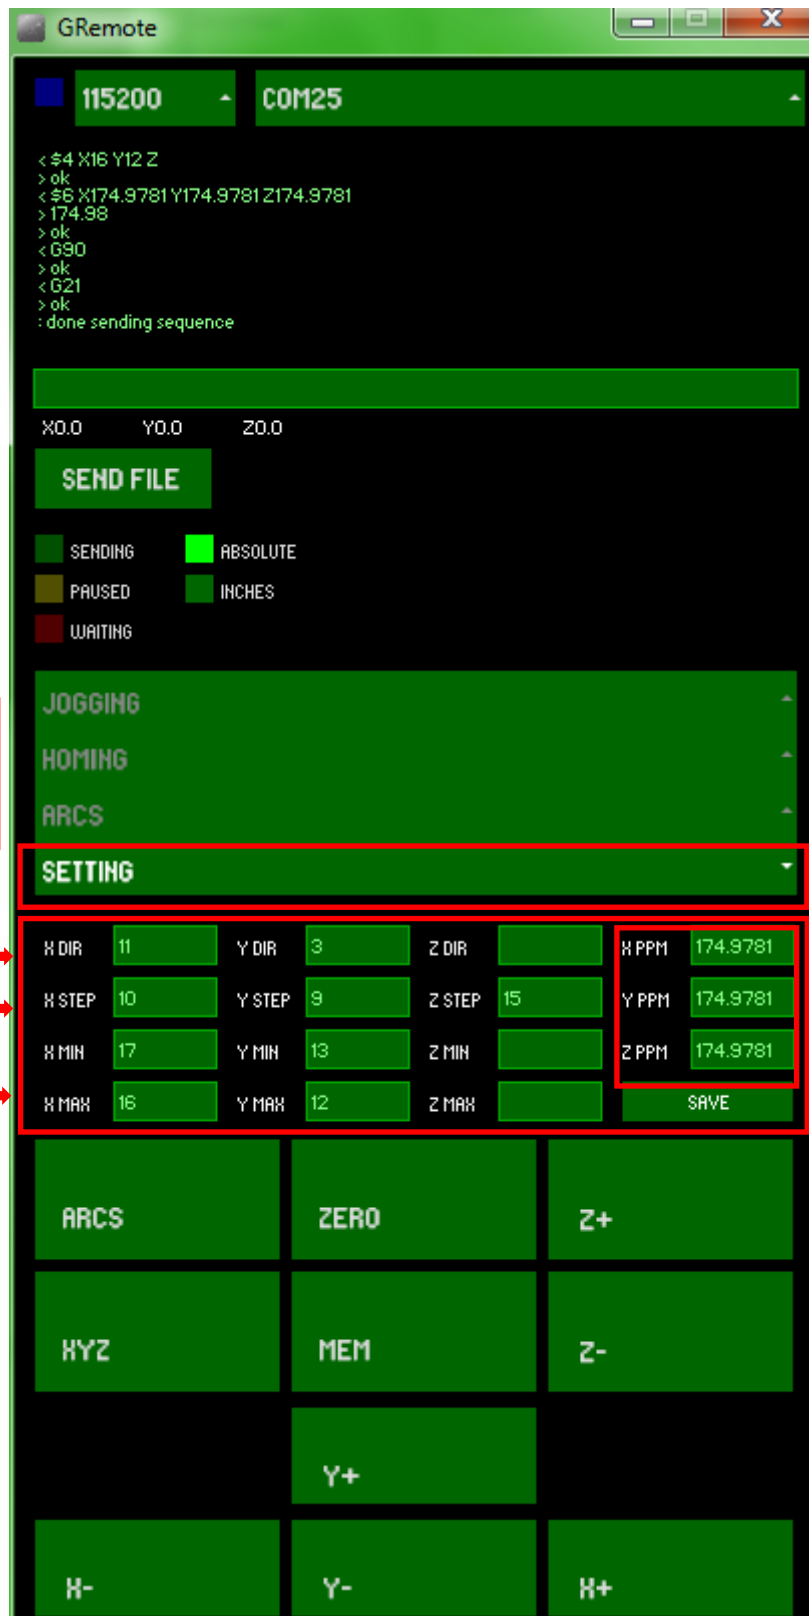 GRemote
115200 COM25
< $4 X16 Y12 Z
> ok
< $6 X174.9781 Y174.9781 Z174.9781
> 174.98
> ok
< G90
> ok
< G21
> ok
: done sending sequence
X0.0 Y0.0 Z0.0
SEND FILE
SENDING ABSOLUTE
PAUSED INCHES
WAITING
JOGGING
HOMING
ARCS
SETTING
X DIR 11 Y DIR 3 Z DIR X PPM 174.9781
X STEP 10 Y STEP 9 Z STEP 15 Y PPM 174.9781
X MIN 17 Y MIN 13 Z MIN Z PPM 174.9781
X MAX 16 Y MAX 12 Z MAX SAVE
ARCS ZERO Z+
XYZ MEM Z-
Y+
X- Y- X+